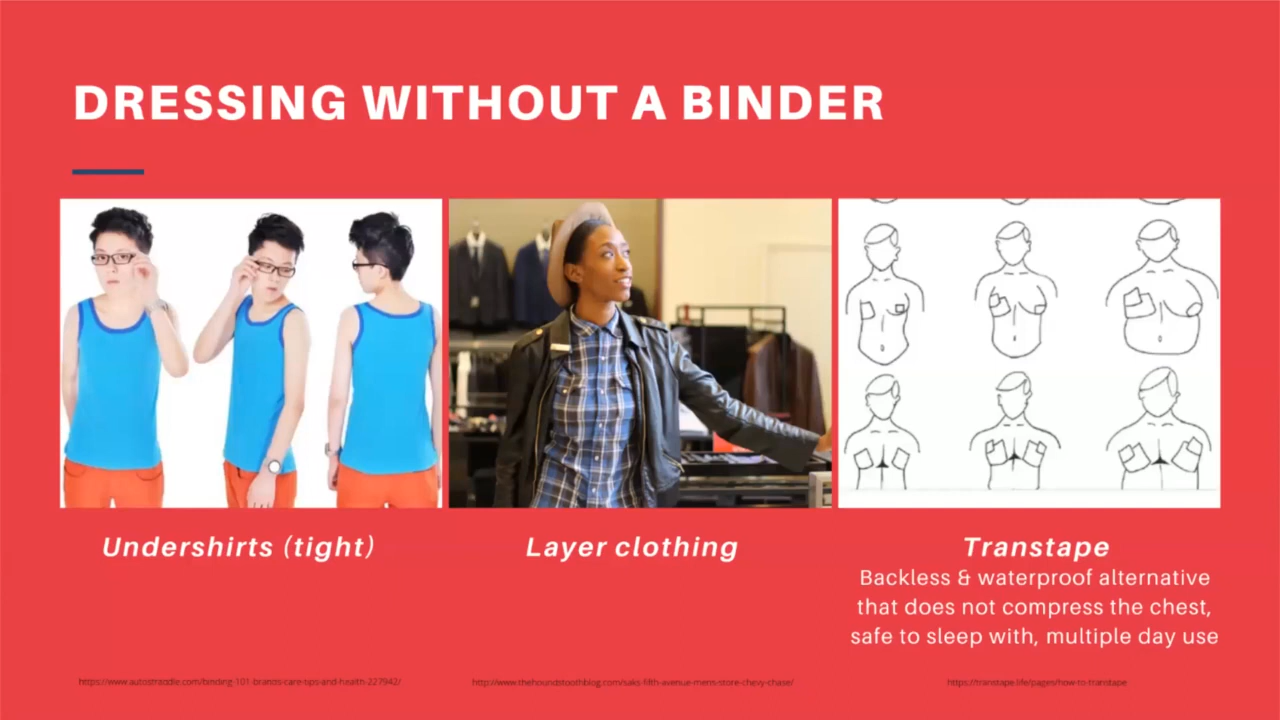 DRESSING WITHOUT A BINDER
Undershirts (tight)
Layer clothing
Transtape
Backless & waterproof alternative
that does not compress the chest,
safe to sleep with, multiple day use
https://www.autostraddle.com/binding-101-brands-care-tips-and-health-227942/
http://www.thehoundstoothblog.com/saks-fifth-avenue-mens-store-chevy-chase/
https://transtape.life/pages/how-to-transtape